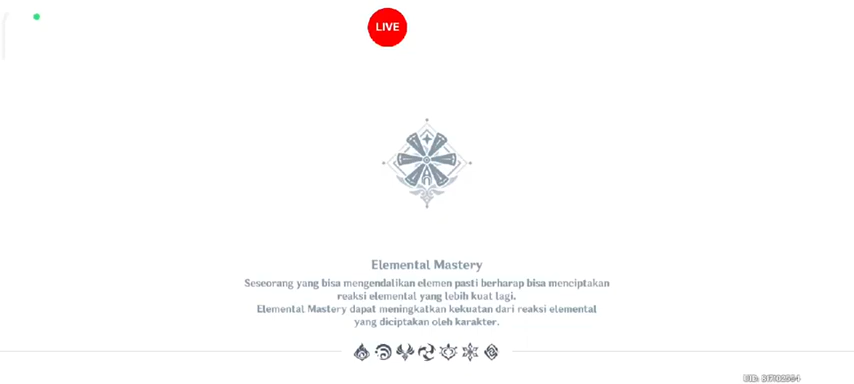 LIVE
Elemental Mastery
Seseorang yang bisa mengendalikan elemen pasti berharap bisa menciptakan
reaksi elemental yang lebih kuat lagi.
Elemental Mastery dapat meningkatkan kekuatan dari reaksi elemental
yang diciptakan oleh karakter.
UID: